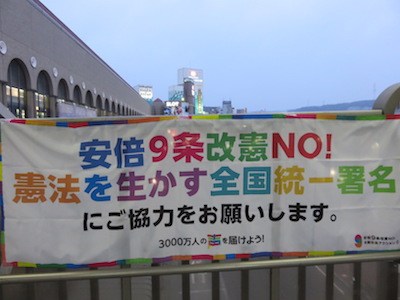 安倍9条改憲NO!
憲法を生かす全国統一署名
にご協力をお願いします。
3000万人の声を届けよう!